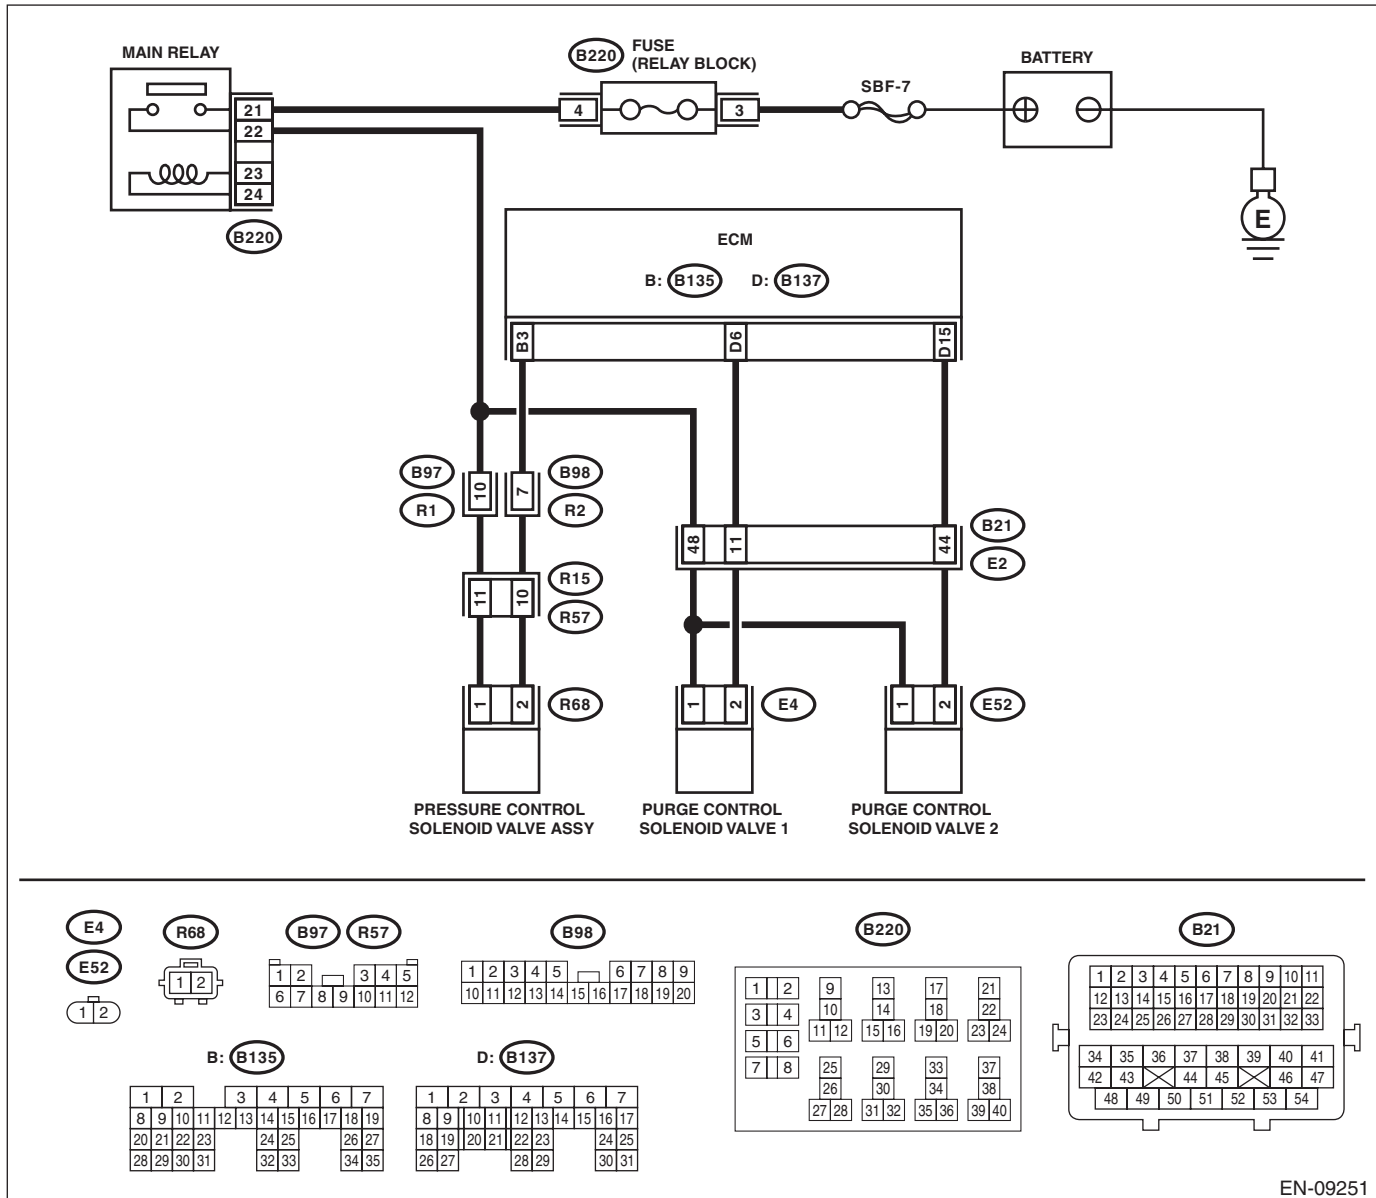 MAIN RELAY
B220
FUSE
(RELAY BLOCK)
SBF-7
BATTERY
21
22
23
24
4
3
B220
E
ECM
B: B135 D: B137
B3
D6
D15
B97
R1
10
7
B98
R2
48
11
44
B21
E2
11
10
R15
R57
1
2
R68
1
2
E4
1
2
E52
PRESSURE CONTROL
SOLENOID VALVE ASSY
PURGE CONTROL
SOLENOID VALVE 1
PURGE CONTROL
SOLENOID VALVE 2
E4
E52
1 2
R68
1 2
B97 R57
1 2 3 4 5
6 7 8 9 10 11 12
B98
1 2 3 4 5 6 7 8 9
10 11 12 13 14 15 16 17 18 19 20
B: B135
1 2 3 4 5 6 7
8 9 10 11 12 13 14 15 16 17 18 19
20 21 22 23 24 25 26 27
28 29 30 31 32 33 34 35
D: B137
1 2 3 4 5 6 7
8 9 10 11 12 13 14 15 16 17
18 19 20 21 22 23 24 25
26 27 28 29 30 31
B220
1 2 9 13 17 21
3 4 10 14 18 22
11 12 15 16 19 20 23 24
5 6
7 8 25 29 33 37
26 30 34 38
27 28 31 32 35 36 39 40
B21
1 2 3 4 5 6 7 8 9 10 11
12 13 14 15 16 17 18 19 20 21 22
23 24 25 26 27 28 29 30 31 32 33
34 35 36 37 38 39 40 41
42 43 44 45 46 47
48 49 50 51 52 53 54
EN-09251